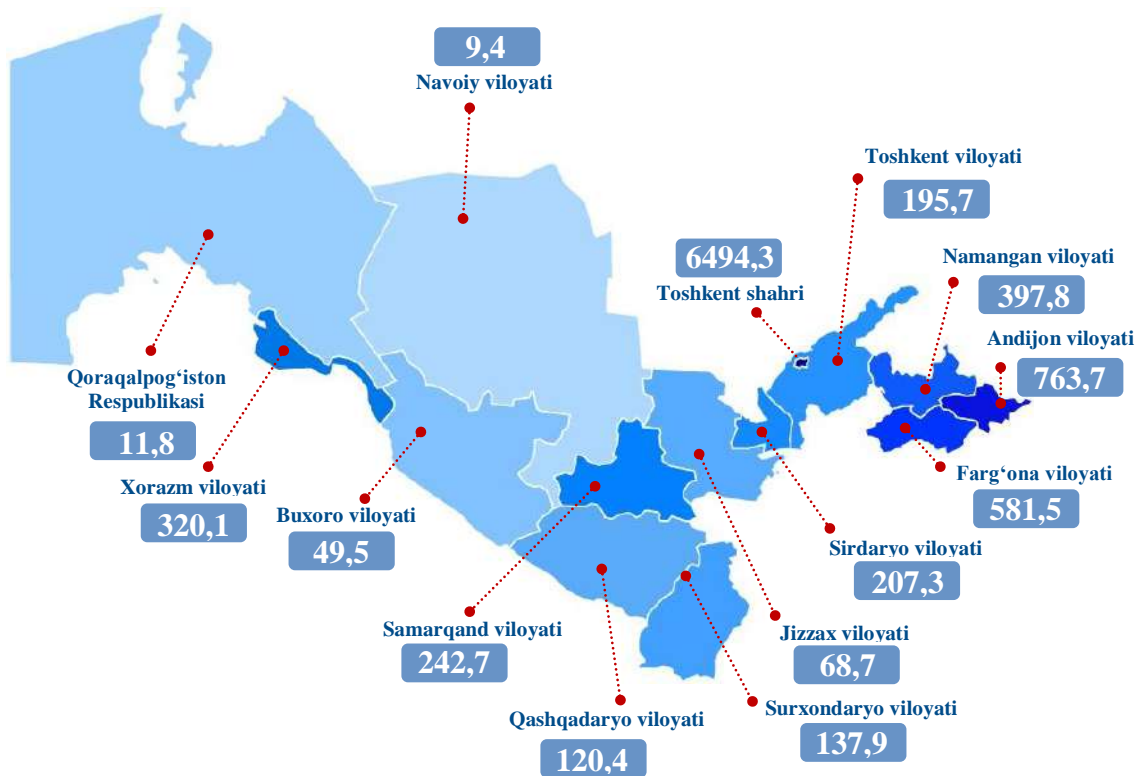 9,4
Navoiy viloyati
Toshkent viloyati
195,7
6494,3
Toshkent shahri
Namangan viloyati
397,8
Andijon viloyati
763,7
Qoraqalpog‘iston
Respublikasi
11,8
Xorazm viloyati
320,1
Buxoro viloyati
49,5
Farg‘ona viloyati
581,5
Sirdaryo viloyati
207,3
Samarqand viloyati
242,7
Jizzax viloyati
68,7
Qashqadaryo viloyati
120,4
Surxondaryo viloyati
137,9